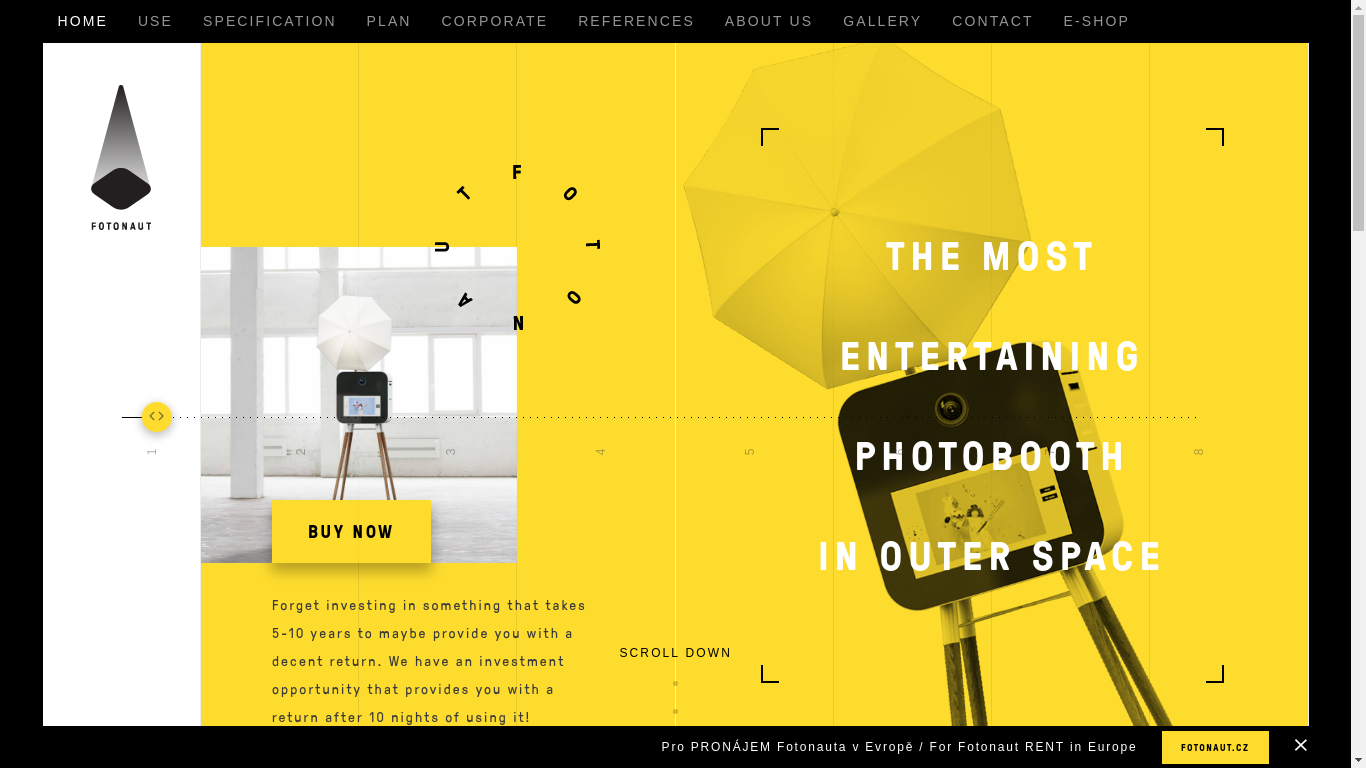 HOME USE SPECIFICATION PLAN CORPORATE REFERENCES ABOUT US GALLERY CONTACT E-SHOP
FOTONAUT
FOTONAUT
THE MOST
ENTERTAINING
PHOTOBOOTH
IN OUTER SPACE
1 2 3 4 5 6 7 8
BUY NOW
Forget investing in something that takes
5-10 years to maybe provide you with a
decent return. We have an investment
opportunity that provides you with a
return after 10 nights of using it!
SCROLL DOWN
Pro PRONÁJEM Fotonauta v Evropě / For Fotonaut RENT in Europe FOTONAUT.CZ